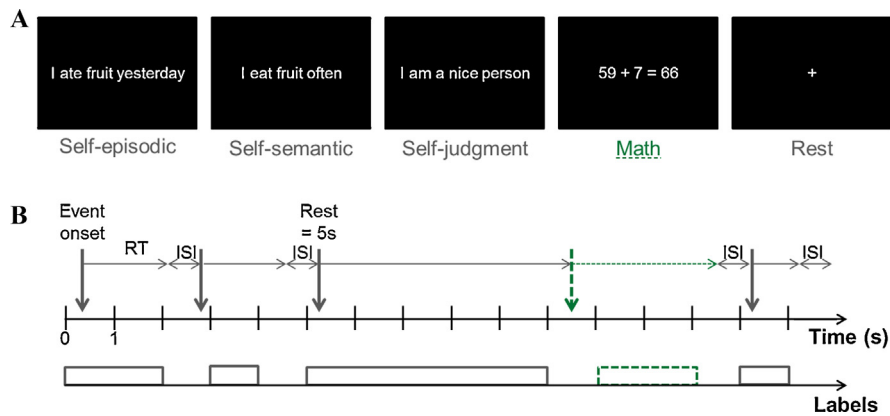 A
I ate fruit yesterday
I eat fruit often
I am a nice person
59 + 7 = 66
+
Self-episodic
Self-semantic
Self-judgment
Math
Rest
B
Event
onset
RT
ISI
ISI
Rest
= 5s
ISI
ISI
0
1
Time (s)
Labels